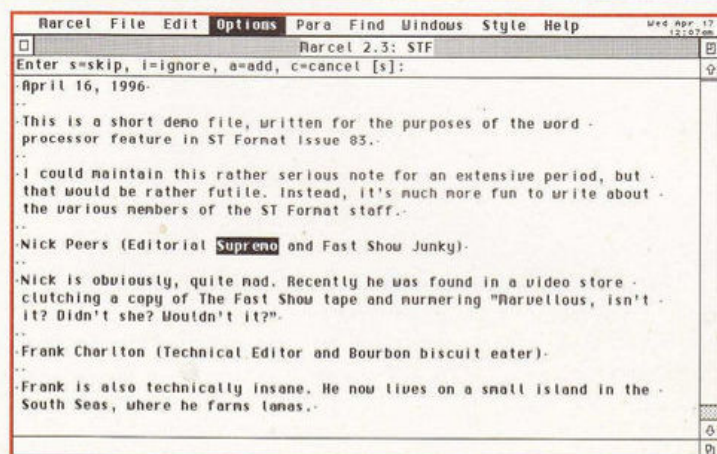 Marcel File Edit Options Para Find Windows Style Help Wed Apr 17
12:07am
Marcel 2.3: STF
Enter s=skip, i=ignore, a=add, c=cancel [s]:
April 16, 1996
This is a short demo file, written for the purposes of the word
processor feature in ST Format Issue 83.
I could maintain this rather serious note for an extensive period, but
that would be rather futile. Instead, it's much more fun to write about
the various members of the ST Format staff.
Nick Peers (Editorial Supremo and Fast Show Junky)
Nick is obviously, quite mad. Recently he was found in a video store
clutching a copy of The Fast Show tape and murmering "Marvellous, isn't
it? Didn't she? Wouldn't it?"
Frank Charlton (Technical Editor and Bourbon biscuit eater)
Frank is also technically insane. He now lives on a small island in the
South Seas, where he farms lamas.